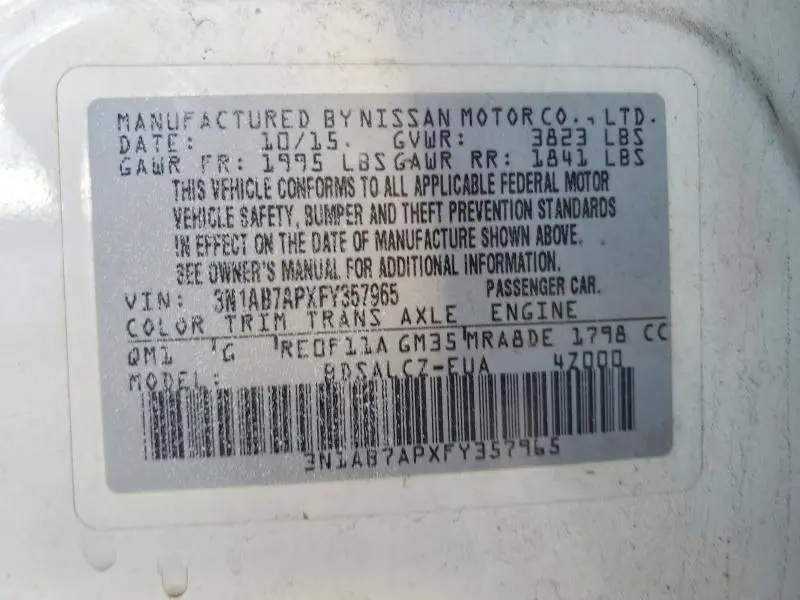 MANUFACTURED BY NISSAN MOTOR CO., LTD.
DATE: 10/15. GVWR: 3823 LBS
GAWR FR: 1995 LBS GAWR RR: 1841 LBS
THIS VEHICLE CONFORMS TO ALL APPLICABLE FEDERAL MOTOR
VEHICLE SAFETY, BUMPER AND THEFT PREVENTION STANDARDS
IN EFFECT ON THE DATE OF MANUFACTURE SHOWN ABOVE.
SEE OWNER'S MANUAL FOR ADDITIONAL INFORMATION.
VIN: 3N1AB7APXFY357965 PASSENGER CAR.
COLOR TRIM TRANS AXLE ENGINE
QM1 'G 'RE0F11A GM35 'MRA8DE 1798 CC
MODEL: BDSALCZ-EUA 4Z000
3N1AB7APXFY357965